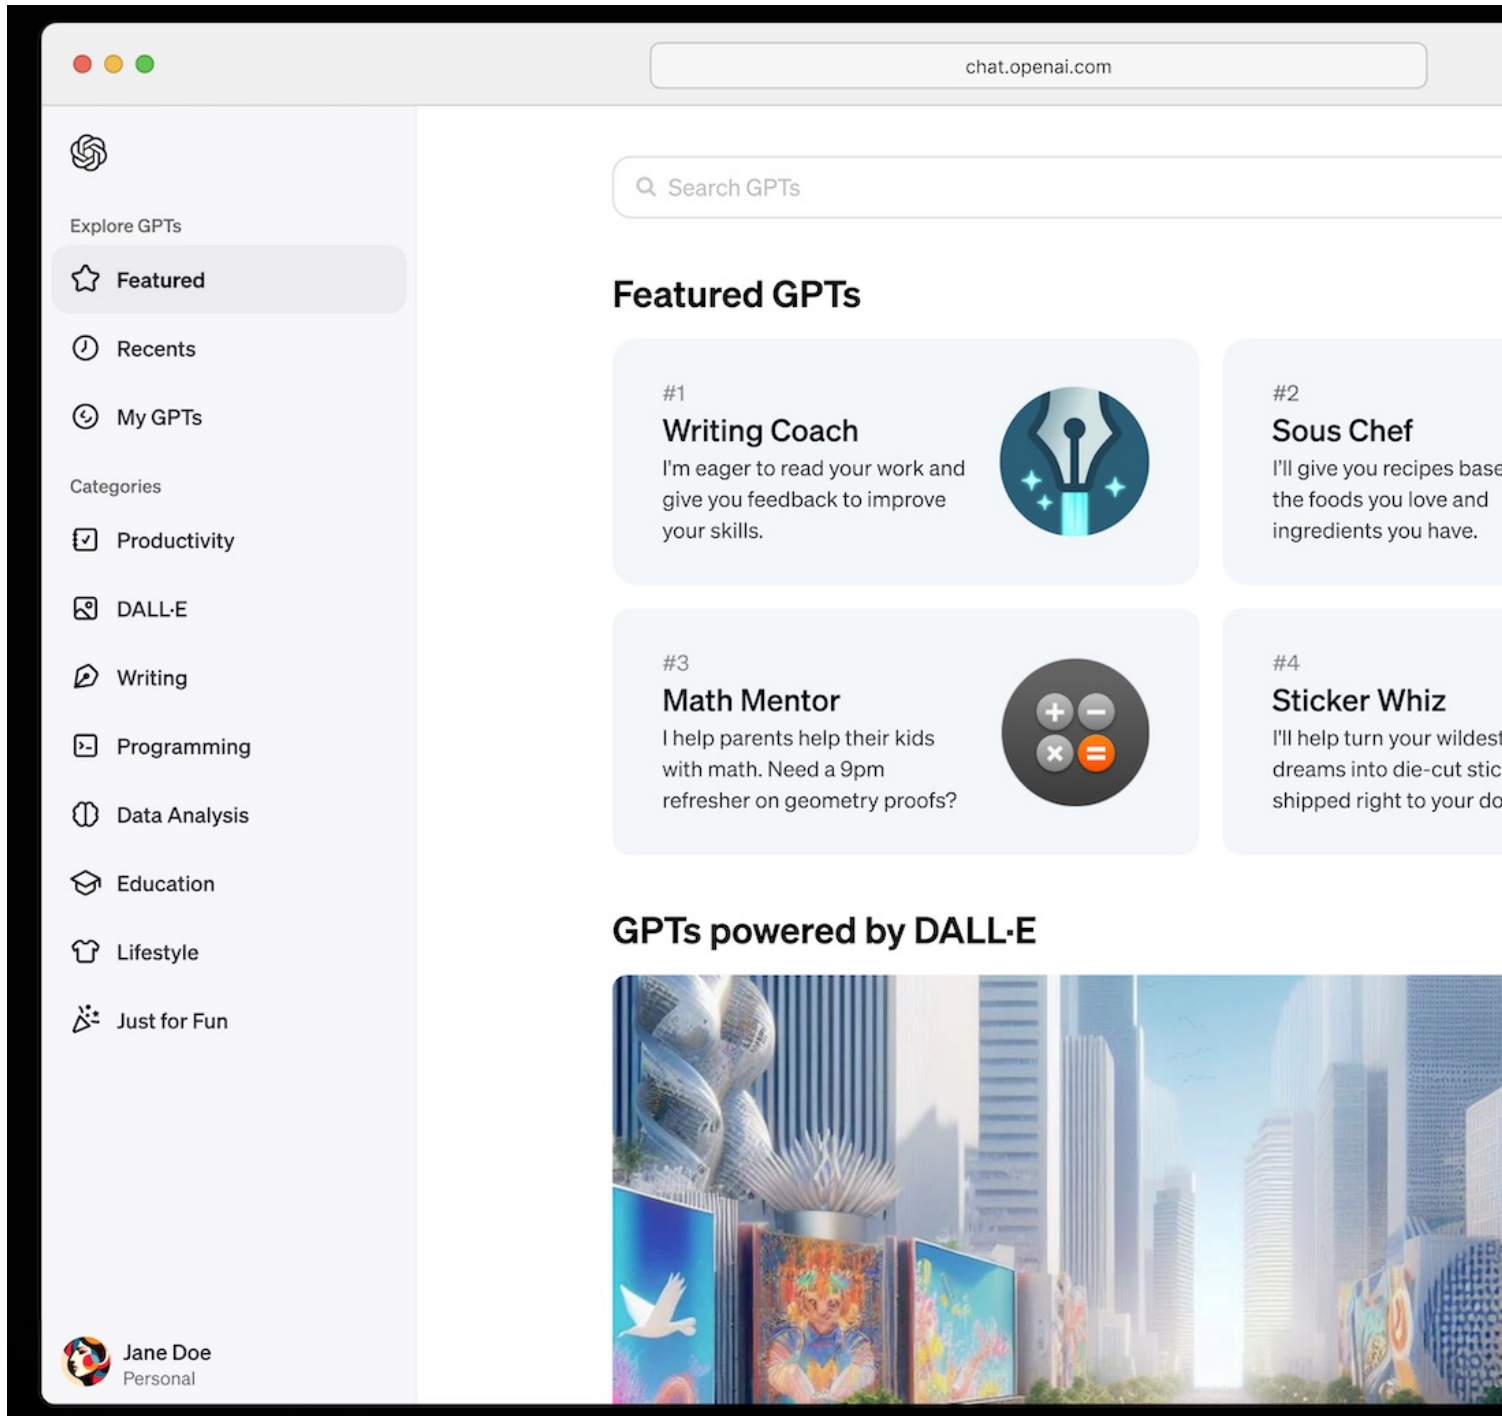 chat.openai.com
Explore GPTs
Featured
Recents
My GPTs
Categories
Productivity
DALL·E
Writing
Programming
Data Analysis
Education
Lifestyle
Just for Fun
Jane Doe
Personal
Search GPTs
Featured GPTs
#1
Writing Coach
I'm eager to read your work and
give you feedback to improve
your skills.
#2
Sous Chef
I'll give you recipes
the foods you love and
ingredients you have.
#3
Math Mentor
I help parents help their kids
with math. Need a 9pm
refresher on geometry proofs?
#4
Sticker Whiz
I'll help turn your wildest
dreams into die-cut
shipped right to your
GPTs powered by DALL·E